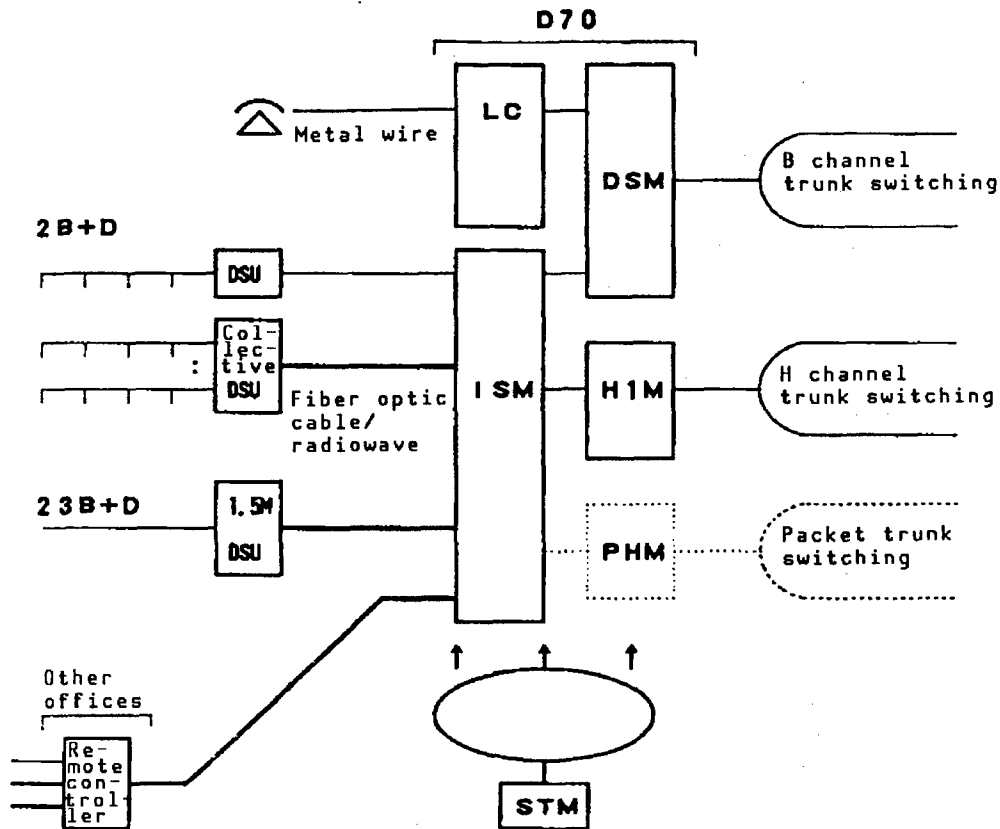 D70
LC
Metal wire
DSM
B channel
trunk switching
2B+D
DSU
Col-
lec-
tive
DSU
:
Fiber optic
cable/
radiowave
ISM
H1M
H channel
trunk switching
23B+D
1.5M
DSU
PHM
Packet trunk
switching
Other
offices
Re-
mote
con-
trol-
ler
STM